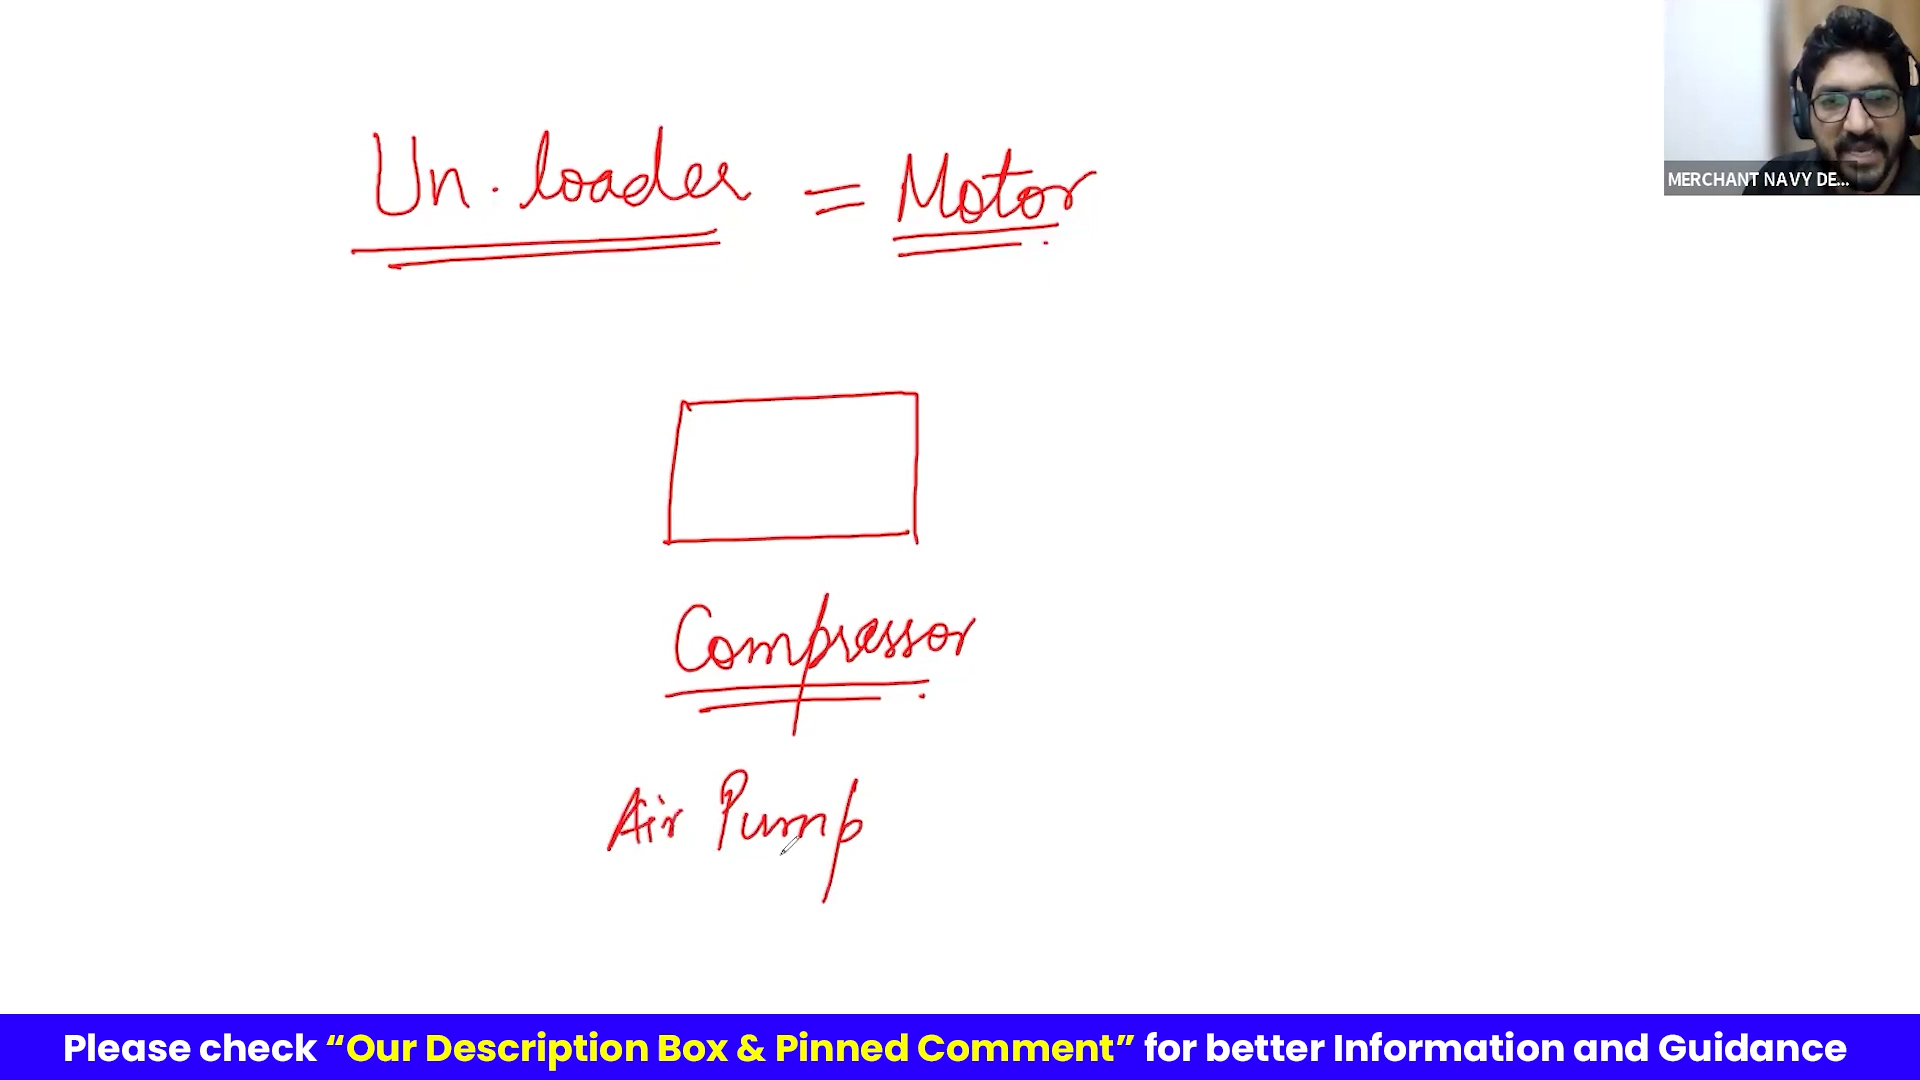 Un. loader = Motor
MERCHANT NAVY DE...
Compressor
Air Pump
Please check “Our Description Box & Pinned Comment” for better Information and Guidance